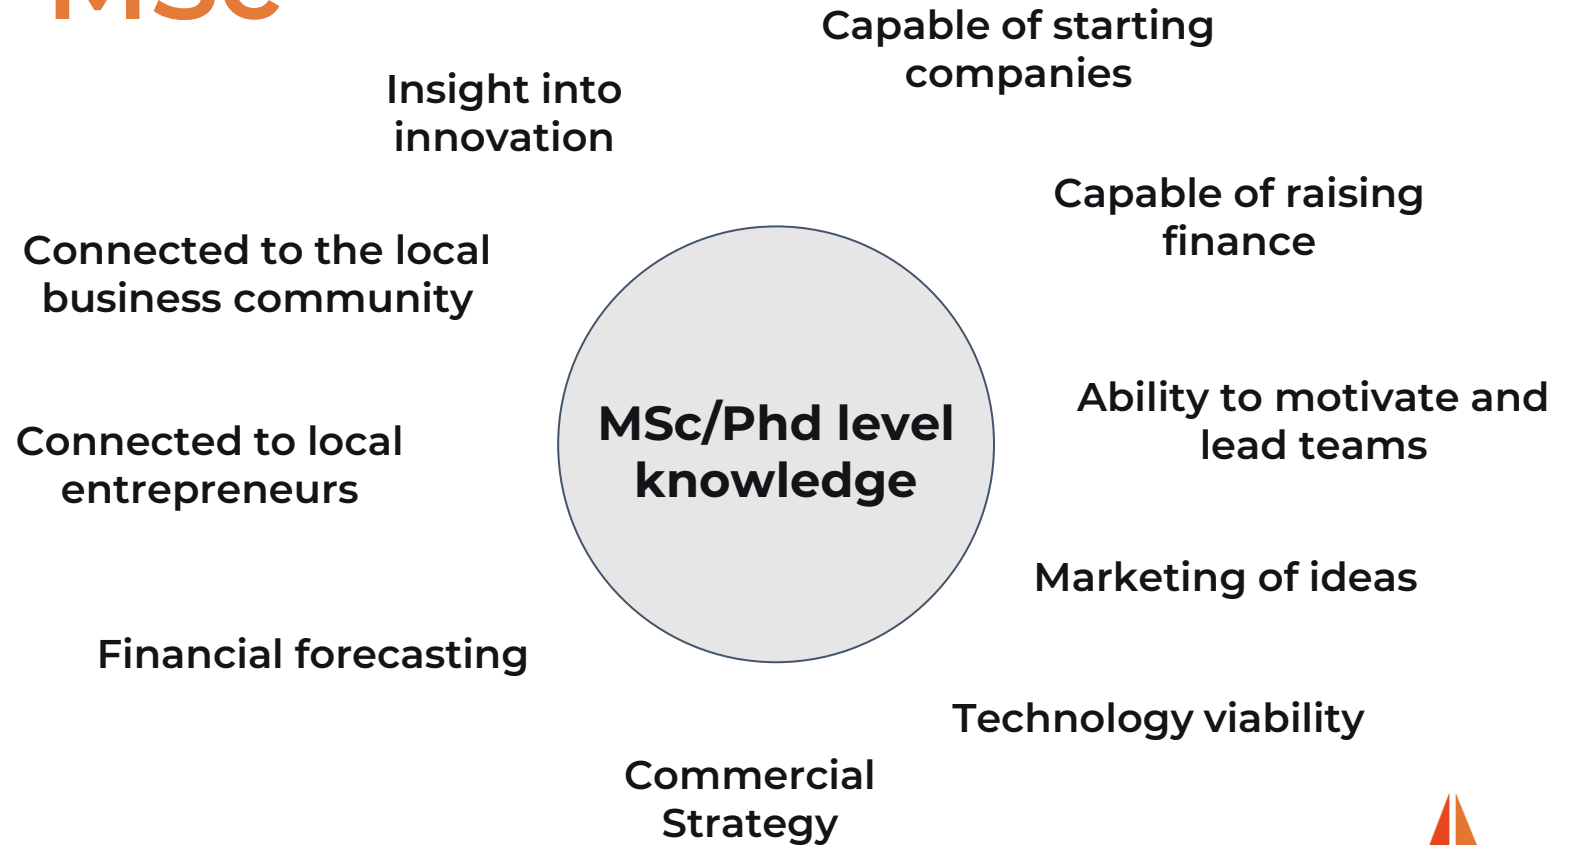 MSc
Capable of starting
companies
Insight into
innovation
Capable of raising
finance
Connected to the local
business community
Ability to motivate and
lead teams
MSc/Phd level
knowledge
Connected to local
entrepreneurs
Marketing of ideas
Financial forecasting
Technology viability
Commercial
Strategy